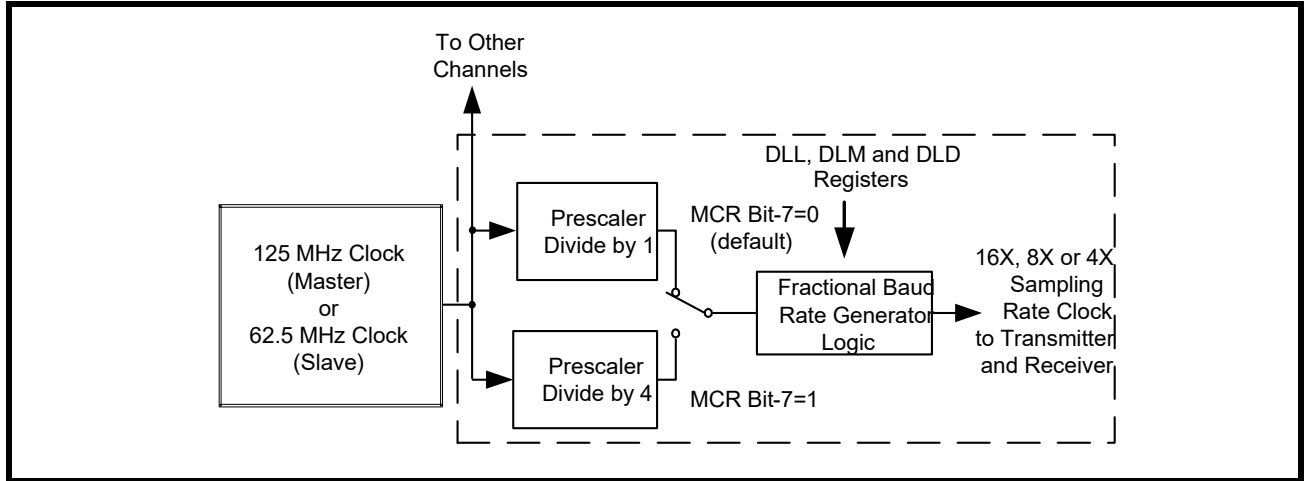 To Other
Channels
DLL, DLM and DLD
Registers
125 MHz Clock
(Master)
or
62.5 MHz Clock
(Slave)
Prescaler
Divide by 1
MCR Bit-7=0
(default)
Prescaler
Divide by 4
MCR Bit-7=1
Fractional Baud
Rate Generator
Logic
16X, 8X or 4X
Sampling
Rate Clock
to Transmitter
and Receiver